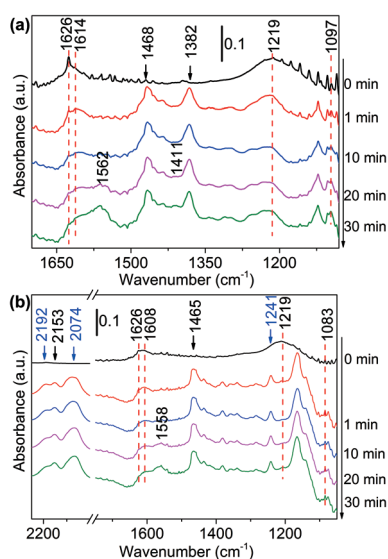 (a)
1626
1614
1468
1382
0.1
1219
1097
0 min
1 min
10 min
20 min
30 min
1562
1411
Absorbance (a.u.)
1650 1500 1350 1200
Wavenumber (cm-1)
(b)
2192
2153
2074
0.1
1626
1608
1465
1241
1219
1083
0 min
1 min
10 min
20 min
30 min
1558
Absorbance (a.u.)
2200 1600 1400 1200
Wavenumber (cm-1)